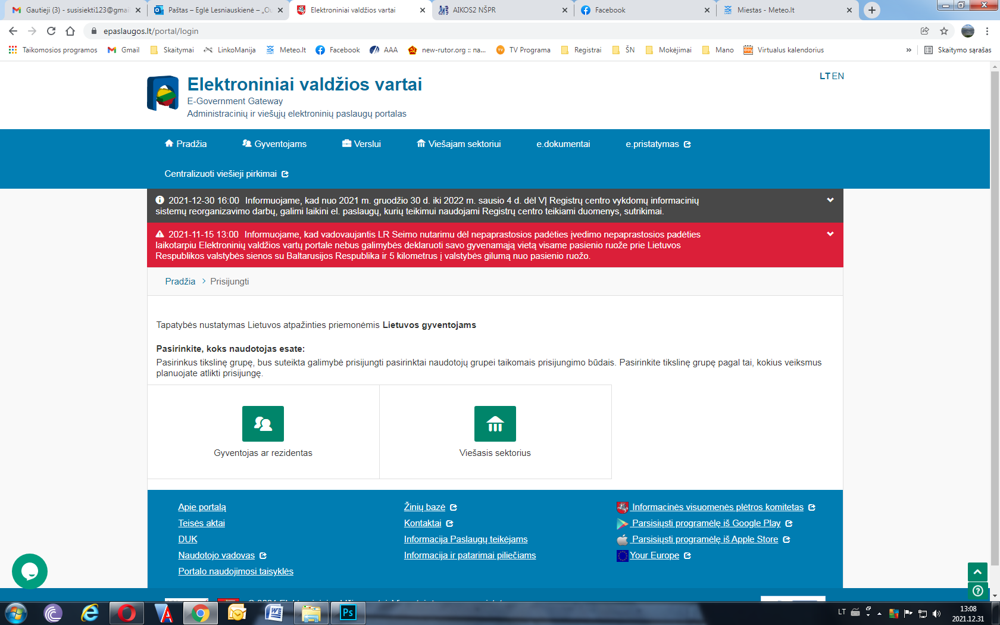 Gautieji (3) - susisiekti123@gmai
Paštas – Eglė Lesniauskienė – „Ou
Elektroniniai valdžios vartai
AIKOS2 NŠPR
Facebook
Miestas - Meteo.lt
epaslaugos.lt/portal/login
Taikomosios programos
Gmail
Skaitymai
LinkoManija
Meteo.lt
Facebook
AAA
new-rutor.org :: па...
TV Programa
Registrai
ŠN
Mokėjimai
Mano
Virtualus kalendorius
»
Skaitymo sąrašas
Elektroniniai valdžios vartai
E-Government Gateway
Administracinių ir viešųjų elektroninių paslaugų portalas
LT EN
Pradžia
Gyventojams
Verslui
Viešajam sektoriui
e.dokumentai
e.pristatymas
Centralizuoti viešieji pirkimai
2021-12-30 16:00 Informuojame, kad nuo 2021 m. gruodžio 30 d. iki 2022 m. sausio 4 d. dėl VĮ Registrų centro vykdomų informacinių
sistemų reorganizavimo darbų, galimi laikini el. paslaugų, kurių teikimui naudojami Registrų centro teikiami duomenys, sutrikimai.
2021-11-15 13:00 Informuojame, kad vadovaujantis LR Seimo nutarimu dėl nepaprastosios padėties įvedimo nepaprastosios padėties
laikotarpiu Elektroninių valdžios vartų portale nebus galimybės deklaruoti savo gyvenamąją vietą visame pasienio ruože prie Lietuvos
Respublikos valstybės sienos su Baltarusijos Respublika ir 5 kilometrus į valstybės gilumą nuo pasienio ruožo.
Pradžia > Prisijungti
Tapatybės nustatymas Lietuvos atpažinties priemonėmis Lietuvos gyventojams
Pasirinkite, koks naudotojas esate:
Pasirinkus tikslinę grupę, bus suteikta galimybė prisijungti pasirinktai naudotojų grupei taikomais prisijungimo būdais. Pasirinkite tikslinę grupę pagal tai, kokius veiksmus
planuojate atlikti prisijungę.
Gyventojas ar rezidentas
Viešasis sektorius
Apie portalą
Teisės aktai
DUK
Naudotojo vadovas
Portalo naudojimosi taisyklės
Žinių bazė
Kontaktai
Informacija Paslaugų teikėjams
Informacija ir patarimai piliečiams
Informacinės visuomenės plėtros komitetas
Parsisiųsti programėlę iš Google Play
Parsisiųsti programėlę iš Apple Store
Your Europe
Ps
LT
13:08
2021.12.31